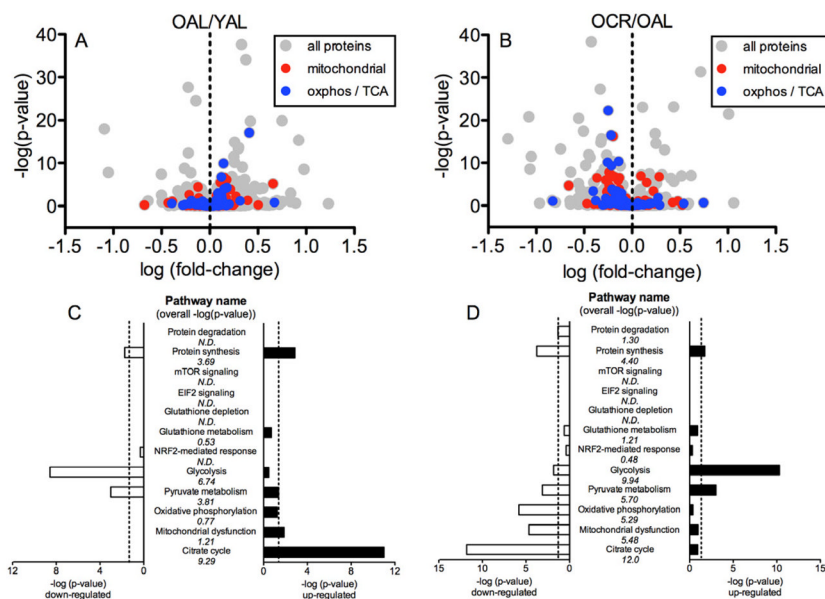 OAL/YAL
A
all proteins
mitochondrial
oxphos / TCA
-log(p-value)
40
30
20
10
0
-1.5 -1.0 -0.5 0.0 0.5 1.0 1.5
log (fold-change)
OCR/OAL
B
all proteins
mitochondrial
oxphos / TCA
-log(p-value)
40
30
20
10
0
-1.5 -1.0 -0.5 0.0 0.5 1.0 1.5
log (fold-change)
C
Pathway name
(overall -log(p-value))
Protein degradation
N.D.
Protein synthesis
3.69
mTOR signaling
N.D.
EIF2 signaling
N.D.
Glutathione depletion
N.D.
Glutathione metabolism
0.53
NRF2-mediated response
N.D.
Glycolysis
6.74
Pyruvate metabolism
3.81
Oxidative phosphorylation
0.77
Mitochondrial dysfunction
1.21
Citrate cycle
9.29
12 8 4 0 0 4 8 12
-log (p-value)
down-regulated
-log (p-value)
up-regulated
D
Pathway name
(overall -log(p-value))
Protein degradation
1.30
Protein synthesis
4.40
mTOR signaling
N.D.
EIF2 signaling
N.D.
Glutathione depletion
N.D.
Glutathione metabolism
1.21
NRF2-mediated response
0.48
Glycolysis
9.94
Pyruvate metabolism
5.70
Oxidative phosphorylation
5.29
Mitochondrial dysfunction
5.48
Citrate cycle
12.0
15 10 5 0 0 5 10 15
-log (p-value)
down-regulated
-log (p-value)
up-regulated